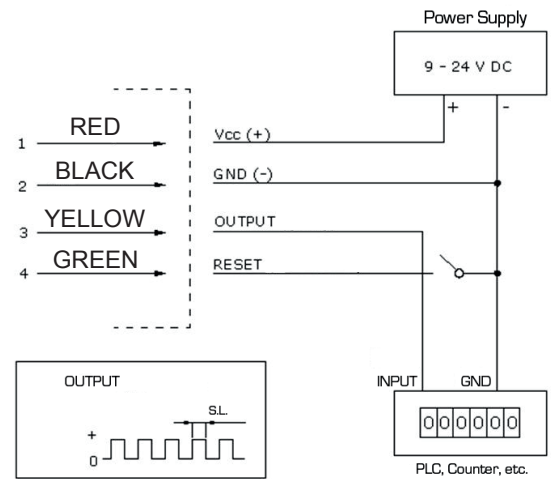 Power Supply
9 - 24 V DC
+ -
1 RED Vcc (+)
2 BLACK GND (-)
3 YELLOW OUTPUT
4 GREEN RESET
OUTPUT
S.L.
+
0
INPUT GND
000000
PLC, Counter, etc.